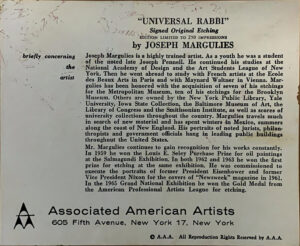 "UNIVERSAL RABBI"
Signed Original Etching
EDITION LIMITED TO 250 IMPRESSIONS
by JOSEPH MARGULIES
briefly concerning
the
artist
Joseph Margulies is a highly trained artist. As a youth he was a student
of the noted late Joseph Pennell. He continued his studies at the
National Academy of Design and the Art Students League of New
York. Then he went abroad to study with French artists at the Ecole
des Beaux Arts in Paris and with Maynard Waltner in Vienna. Mar-
gulies has been honored with the acquisition of seven of his etchings
for the Metropolitan Museum, ten of his etchings for the Brooklyn
Museum. Others are owned by the New York Public Library, Yale
University, Iowa State Collection, the Baltimore Museum of Art, the
Library of Congress and the Smithsonian Institute, as well as scores of
university collections throughout the country. Margulies travels much
in search of new material and has spent winters in Mexico, summers
along the coast of New England. His portraits of noted jurists, philan-
thropists and government officials hang in leading public buildings
throughout the United States.
Mr. Margulies continues to gain recognition for his works constantly.
In 1959 he won the Louis E. Seley Purchase Prize for oil paintings
at the Salmagundi Exhibition. In both 1962 and 1963 he won the first
prize for etching at the same exhibition. He was commissioned to
execute the portraits of former President Eisenhower and former
Vice President Nixon for the covers of "Newsweek" magazine in 1961.
In the 1965 Grand National Exhibition he won the Gold Medal from
the American Professional Artists League for etching.
Associated American Artists
605 Fifth Avenue, New York 17, New York
© A.A.A. All Reproduction Rights Reserved by A.A.A.